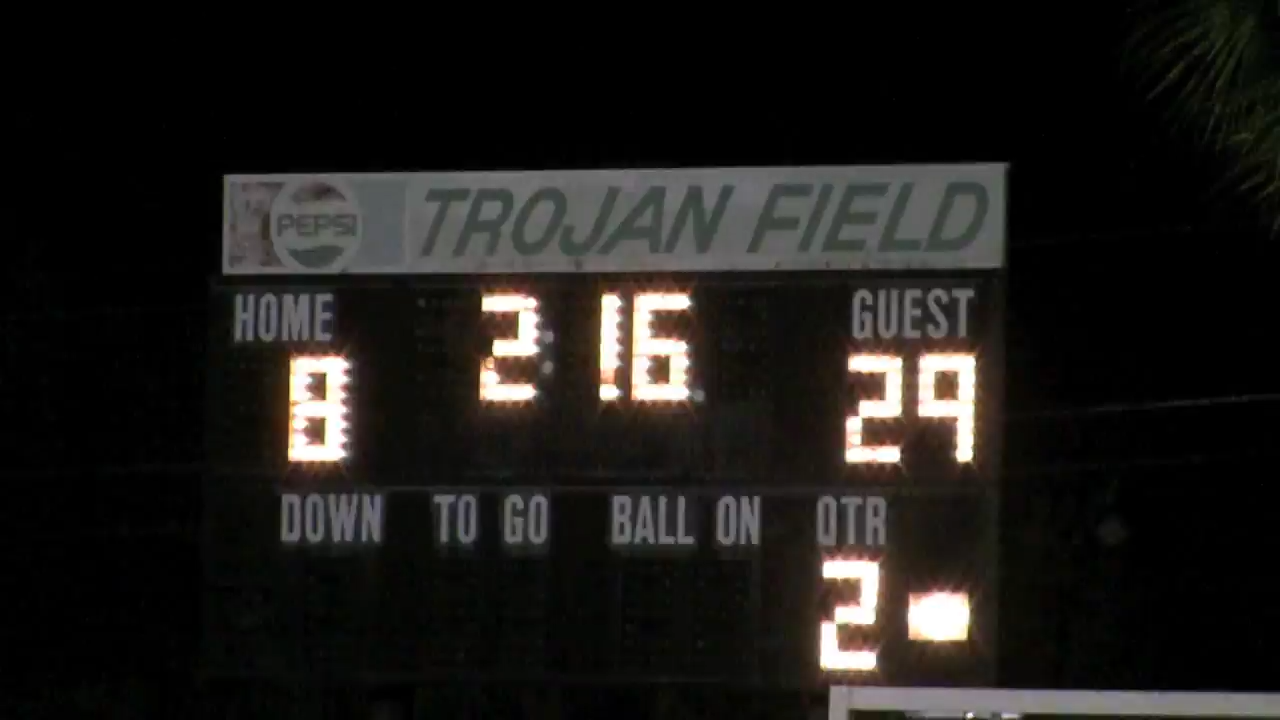 PEPSI TROJAN FIELD
HOME 2:16 GUEST
8 29
DOWN TO GO BALL ON QTR
2